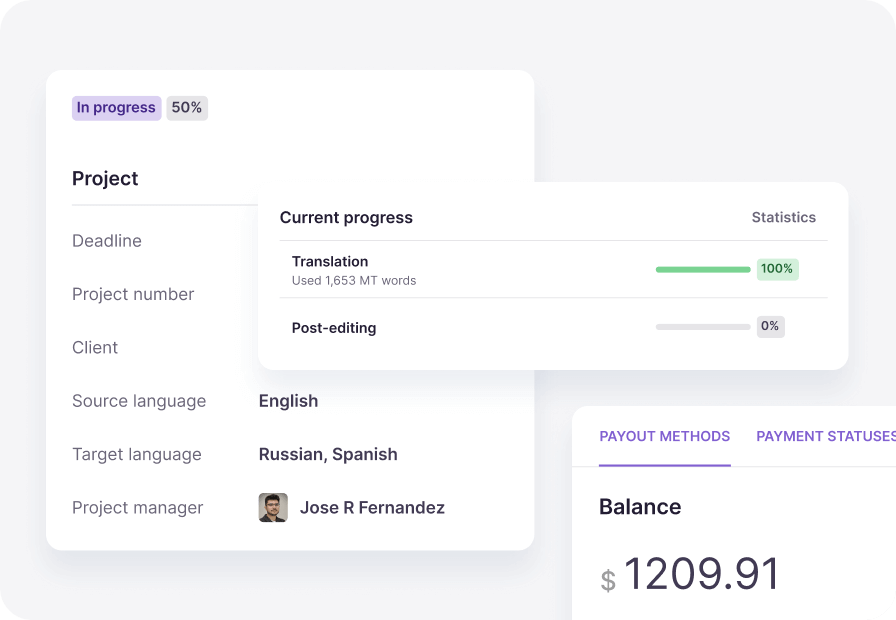 In progress 50%
Project
Deadline
Project number
Client
Source language English
Target language Russian, Spanish
Project manager Jose R Fernandez
Current progress Statistics
Translation 100%
Used 1,653 MT words
Post-editing 0%
PAYOUT METHODS PAYMENT STATUSES
Balance
$ 1209.91